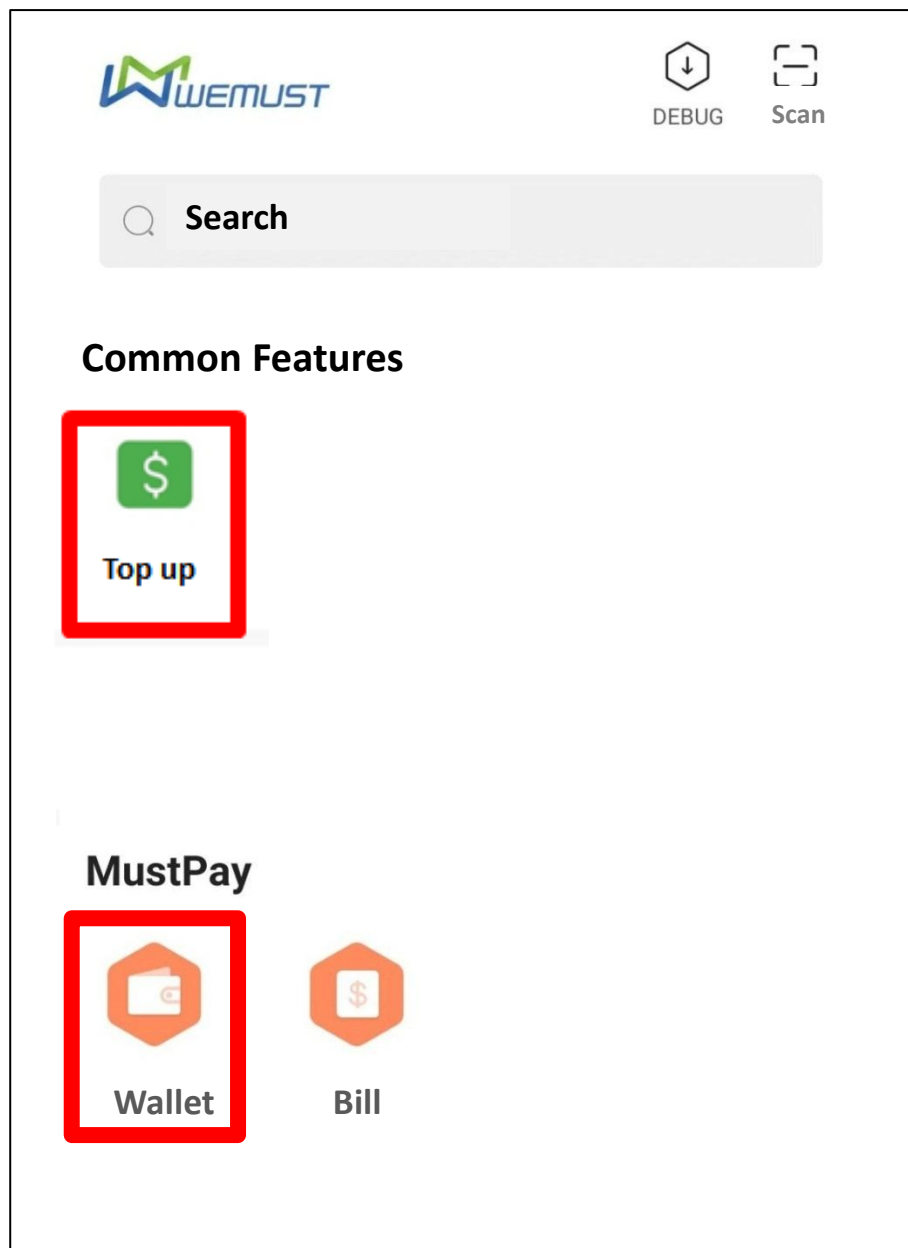 WEMUST
DEBUG
Scan
Search
Common Features
$
Top up
MustPay
$
Wallet
Bill